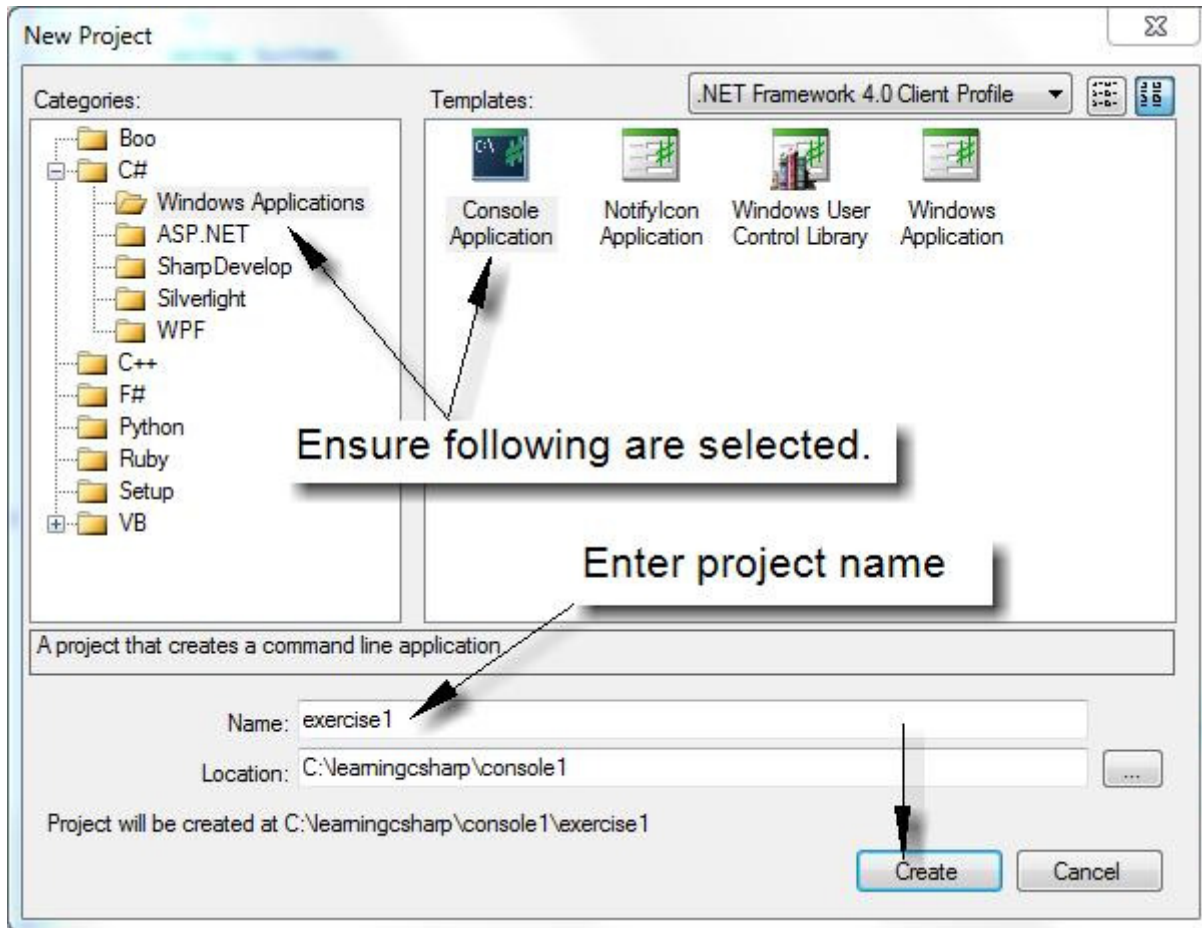 New Project
Categories:
Templates:
.NET Framework 4.0 Client Profile
Boo
C#
Windows Applications
ASP.NET
SharpDevelop
Silverlight
WPF
C++
F#
Python
Ruby
Setup
VB
Console
Application
NotifyIcon
Application
Windows User
Control Library
Windows
Application
Ensure following are selected.
Enter project name
A project that creates a command line application
Name:
exercise1
Location:
C:\learningcsharp\console1
...
Project will be created at C:\learningcsharp\console1\exercise1
Create
Cancel